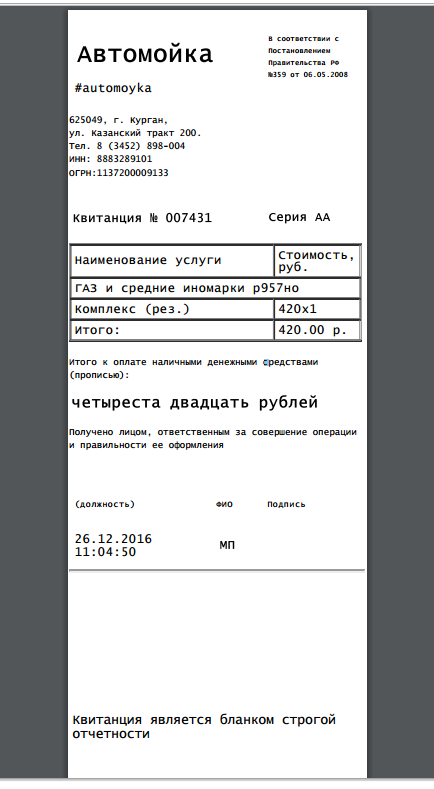 Автомойка
В соответствии с
Постановлением
Правительства РФ
№359 от 06.05.2008
#automoyka
625049, г. Курган,
ул. Казанский тракт 200.
Тел. 8 (3452) 898-004
ИНН: 8883289101
ОГРН:1137200009133
Квитанция № 007431 Серия АА
Наименование услуги Стоимость,
руб.
ГАЗ и средние иномарки р957но
Комплекс (рез.) 420x1
Итого: 420.00 р.
Итого к оплате наличными денежными средствами
(прописью):
четыреста двадцать рублей
Получено лицом, ответственным за совершение операции
и правильности ее оформления
(должность) ФИО Подпись
26.12.2016
11:04:50
МП
Квитанция является бланком строгой
отчетности